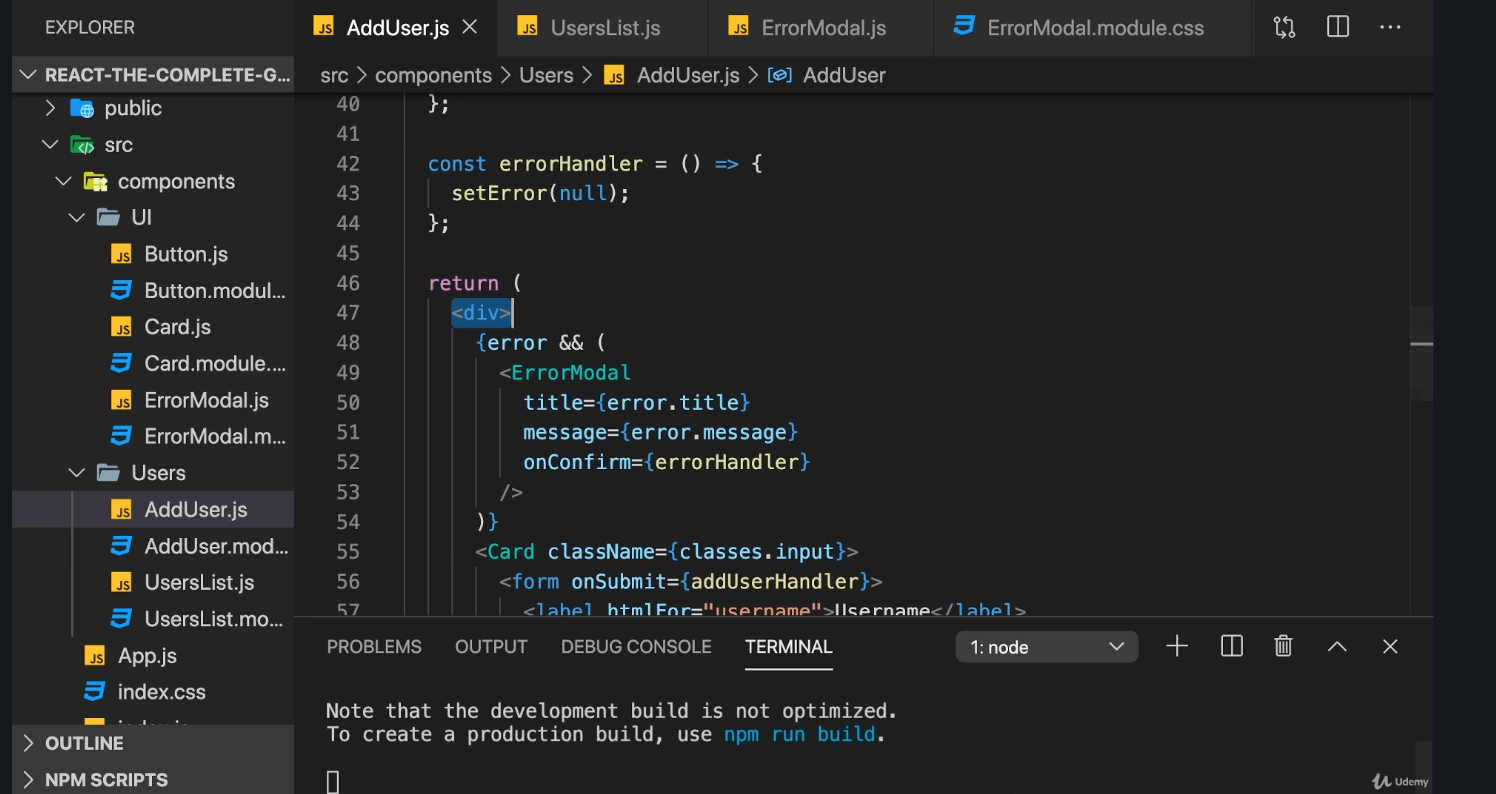 EXPLORER
AddUser.js
UsersList.js
ErrorModal.js
ErrorModal.module.css
REACT-THE-COMPLETE-G...
src > components > Users > AddUser.js > AddUser
public
src
components
UI
Button.js
Button.modul...
Card.js
Card.module....
ErrorModal.js
ErrorModal.m...
Users
AddUser.js
AddUser.mod...
UsersList.js
UsersList.mo...
App.js
index.css
OUTLINE
NPM SCRIPTS
40 };
41
42 const errorHandler = () => {
43 setError(null);
44 };
45
46 return (
47 <div>
48 {error && (
49 <ErrorModal
50 title={error.title}
51 message={error.message}
52 onConfirm={errorHandler}
53 />
54 )}
55 <Card className={classes.input}>
56 <form onSubmit={addUserHandler}>
57 <label htmlFor="username">Username</label>
PROBLEMS OUTPUT DEBUG CONSOLE TERMINAL
1: node
Note that the development build is not optimized.
To create a production build, use npm run build.
Udemy